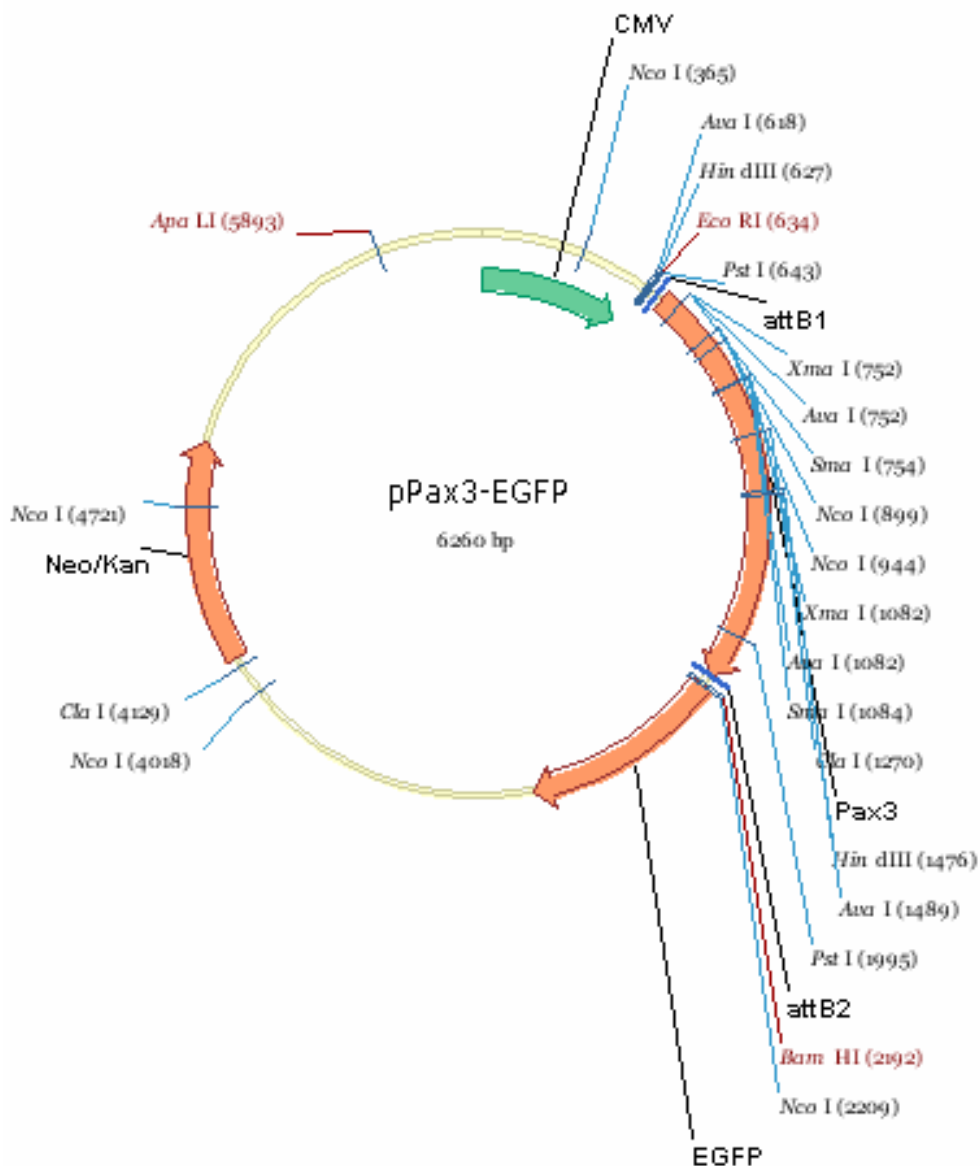 CMV
Nco I (365)
Ava I (618)
Hin dIII (627)
Apa LI (5893)
Eco RI (634)
Pst I (643)
attB1
Xma I (752)
Ava I (752)
Sma I (754)
pPax3-EGFP
Nco I (4721)
Nco I (899)
6260 bp
Neo/Kan
Nco I (944)
Xma I (1082)
Ava I (1082)
Cla I (4129)
Sma I (1084)
Nco I (4018)
Cla I (1270)
Pax3
Hin dIII (1476)
Ava I (1489)
Pst I (1995)
attB2
Bam HI (2192)
Nco I (2209)
EGFP